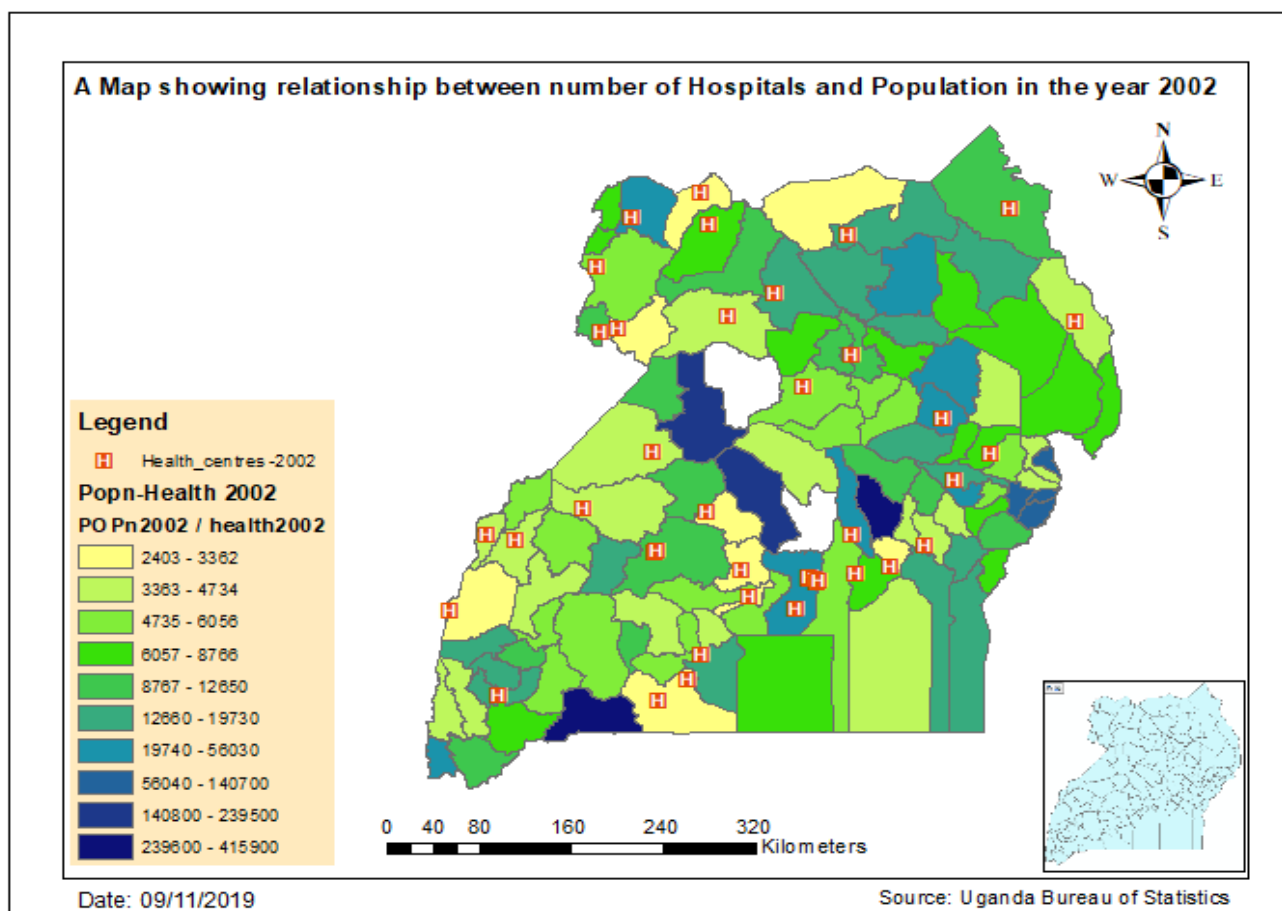 A Map showing relationship between number of Hospitals and Population in the year 2002
N
W E
S
H
Legend
H Health_centres-2002
Popn-Health 2002
POPn2002 / health2002
2403 - 3362
3363 - 4734
4735 - 6056
6057 - 8766
8767 - 12650
12660 - 19730
19740 - 56030
56040 - 140700
140800 - 239500
239600 - 415900
0 40 80 160 240 320
Kilometers
Date: 09/11/2019
Source: Uganda Bureau of Statistics